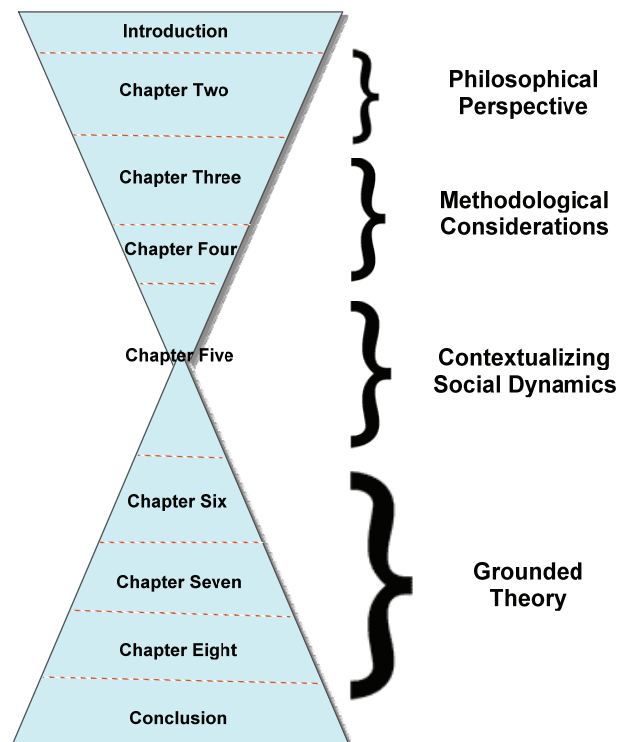 Introduction
Chapter Two
Philosophical
Perspective
Chapter Three
Methodological
Considerations
Chapter Four
Chapter Five
Contextualizing
Social Dynamics
Chapter Six
Chapter Seven
Grounded
Theory
Chapter Eight
Conclusion